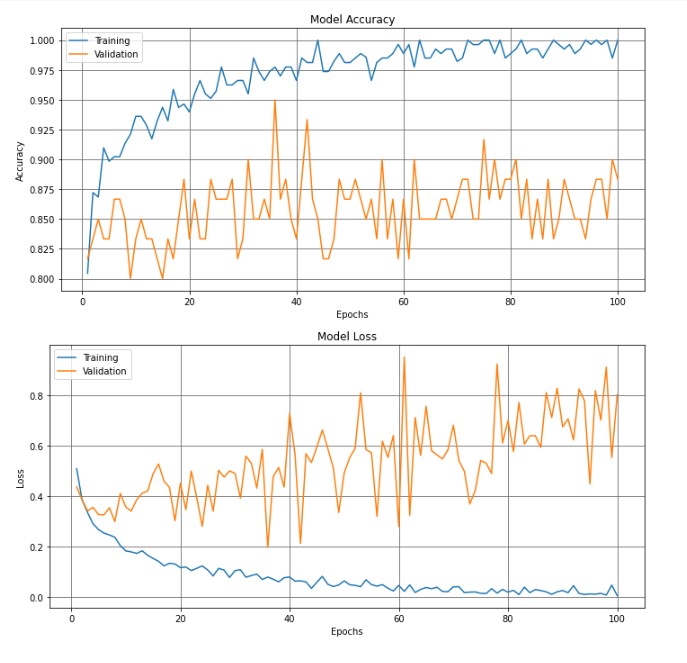 Model Accuracy
Training
Validation
1.000
0.975
0.950
0.925
0.900
0.875
0.850
0.825
0.800
Accuracy
0 20 40 60 80 100
Epochs
Model Loss
Training
Validation
0.8
0.6
0.4
0.2
0.0
Loss
0 20 40 60 80 100
Epochs